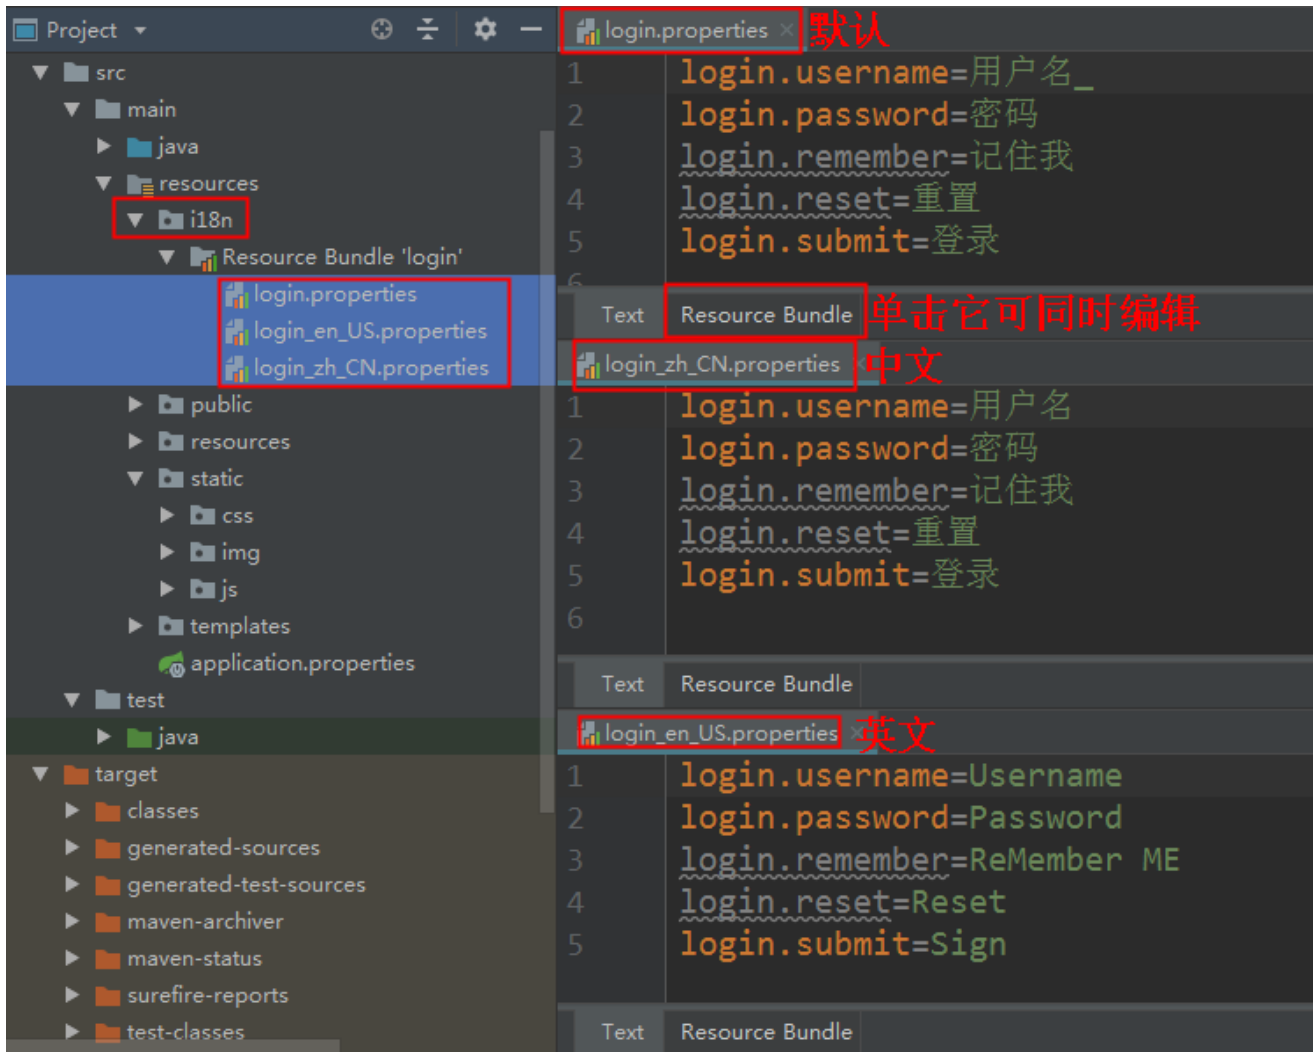 Project
src
main
java
resources
i18n
Resource Bundle 'login'
login.properties
login_en_US.properties
login_zh_CN.properties
public
resources
static
css
img
js
templates
application.properties
test
java
target
classes
generated-sources
generated-test-sources
maven-archiver
maven-status
surefire-reports
test-classes
login.properties 默认
1 login.username=用户名_
2 login.password=密码
3 login.remember=记住我
4 login.reset=重置
5 login.submit=登录
6
Text Resource Bundle 单击它可同时编辑
login_zh_CN.properties 中文
1 login.username=用户名
2 login.password=密码
3 login.remember=记住我
4 login.reset=重置
5 login.submit=登录
6
Text Resource Bundle
login_en_US.properties 英文
1 login.username=Username
2 login.password=Password
3 login.remember=ReMember ME
4 login.reset=Reset
5 login.submit=Sign
Text Resource Bundle